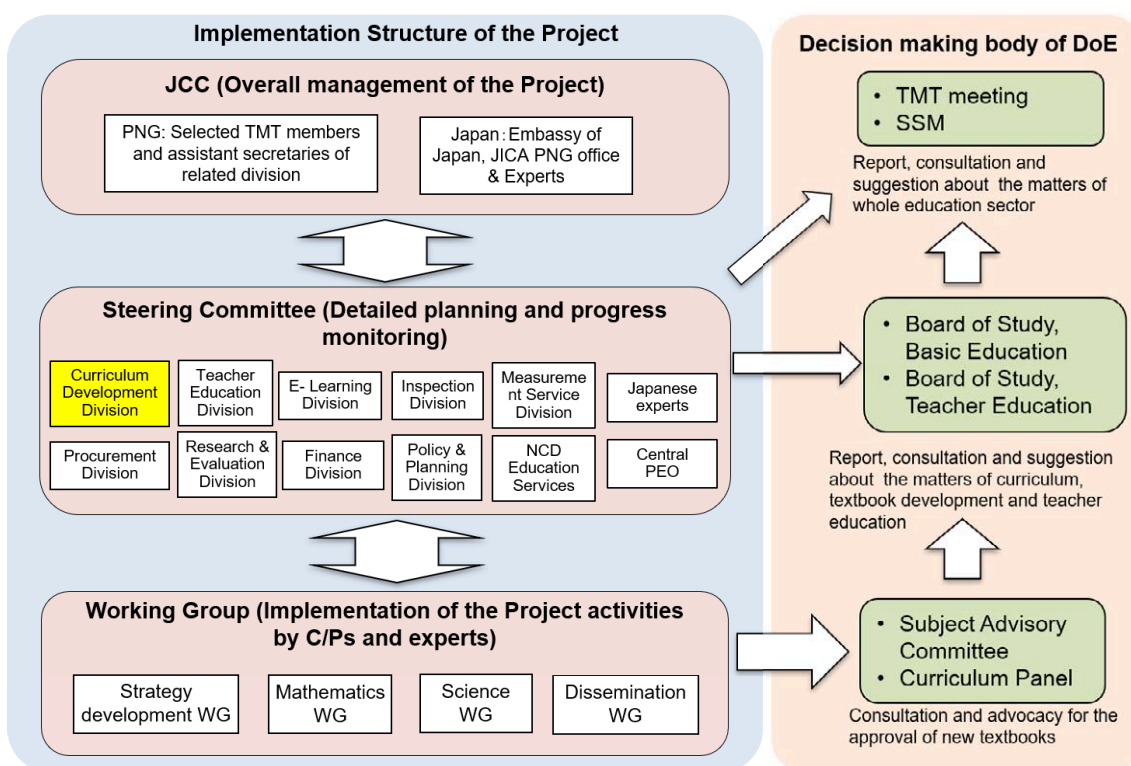 Implementation Structure of the Project
JCC (Overall management of the Project)
PNG: Selected TMT members
and assistant secretaries of
related division
Japan：Embassy of
Japan, JICA PNG office
& Experts
Steering Committee (Detailed planning and progress
monitoring)
Curriculum
Development
Division
Teacher
Education
Division
E- Learning
Division
Inspection
Division
Measureme
nt Service
Division
Japanese
experts
Procurement
Division
Research &
Evaluation
Division
Finance
Division
Policy &
Planning
Division
NCD
Education
Services
Central
PEO
Working Group (Implementation of the Project activities
by C/Ps and experts)
Strategy
development WG
Mathematics
WG
Science
WG
Dissemination
WG
Decision making body of DoE
• TMT meeting
• SSM
Report, consultation and
suggestion about the matters of
whole education sector
• Board of Study,
Basic Education
• Board of Study,
Teacher Education
Report, consultation and suggestion
about the matters of curriculum,
textbook development and teacher
education
• Subject Advisory
Committee
• Curriculum Panel
Consultation and advocacy for the
approval of new textbooks